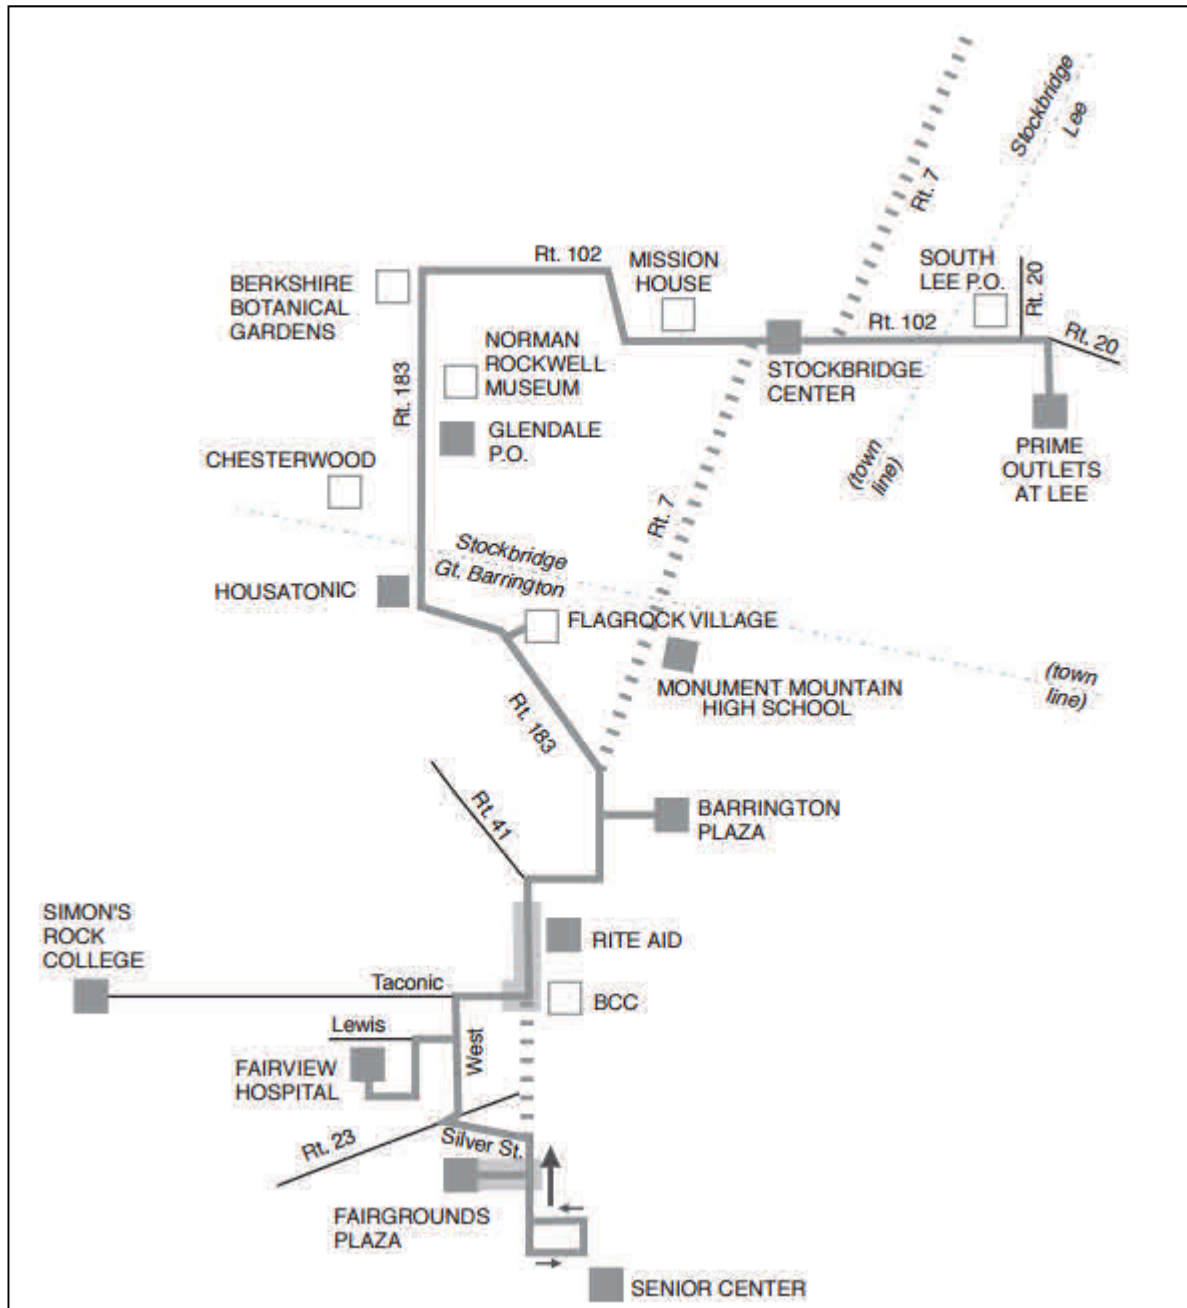 Stockbridge
Lee
Rt. 7
Rt. 102
MISSION
HOUSE
SOUTH
LEE P.O.
Rt. 20
BERKSHIRE
BOTANICAL
GARDENS
Rt. 102
Rt. 20
NORMAN
ROCKWELL
MUSEUM
STOCKBRIDGE
CENTER
Rt. 183
GLENDALE
P.O.
PRIME
OUTLETS
AT LEE
CHESTERWOOD
(town
line)
Rt. 7
Stockbridge
Gt. Barrington
HOUSATONIC
FLAGROCK VILLAGE
MONUMENT MOUNTAIN
HIGH SCHOOL
(town
line)
Rt. 183
Rt. 41
BARRINGTON
PLAZA
SIMON'S
ROCK
COLLEGE
RITE AID
Taconic
BCC
Lewis
West
FAIRVIEW
HOSPITAL
Rt. 23
Silver St.
FAIRGROUNDS
PLAZA
SENIOR CENTER